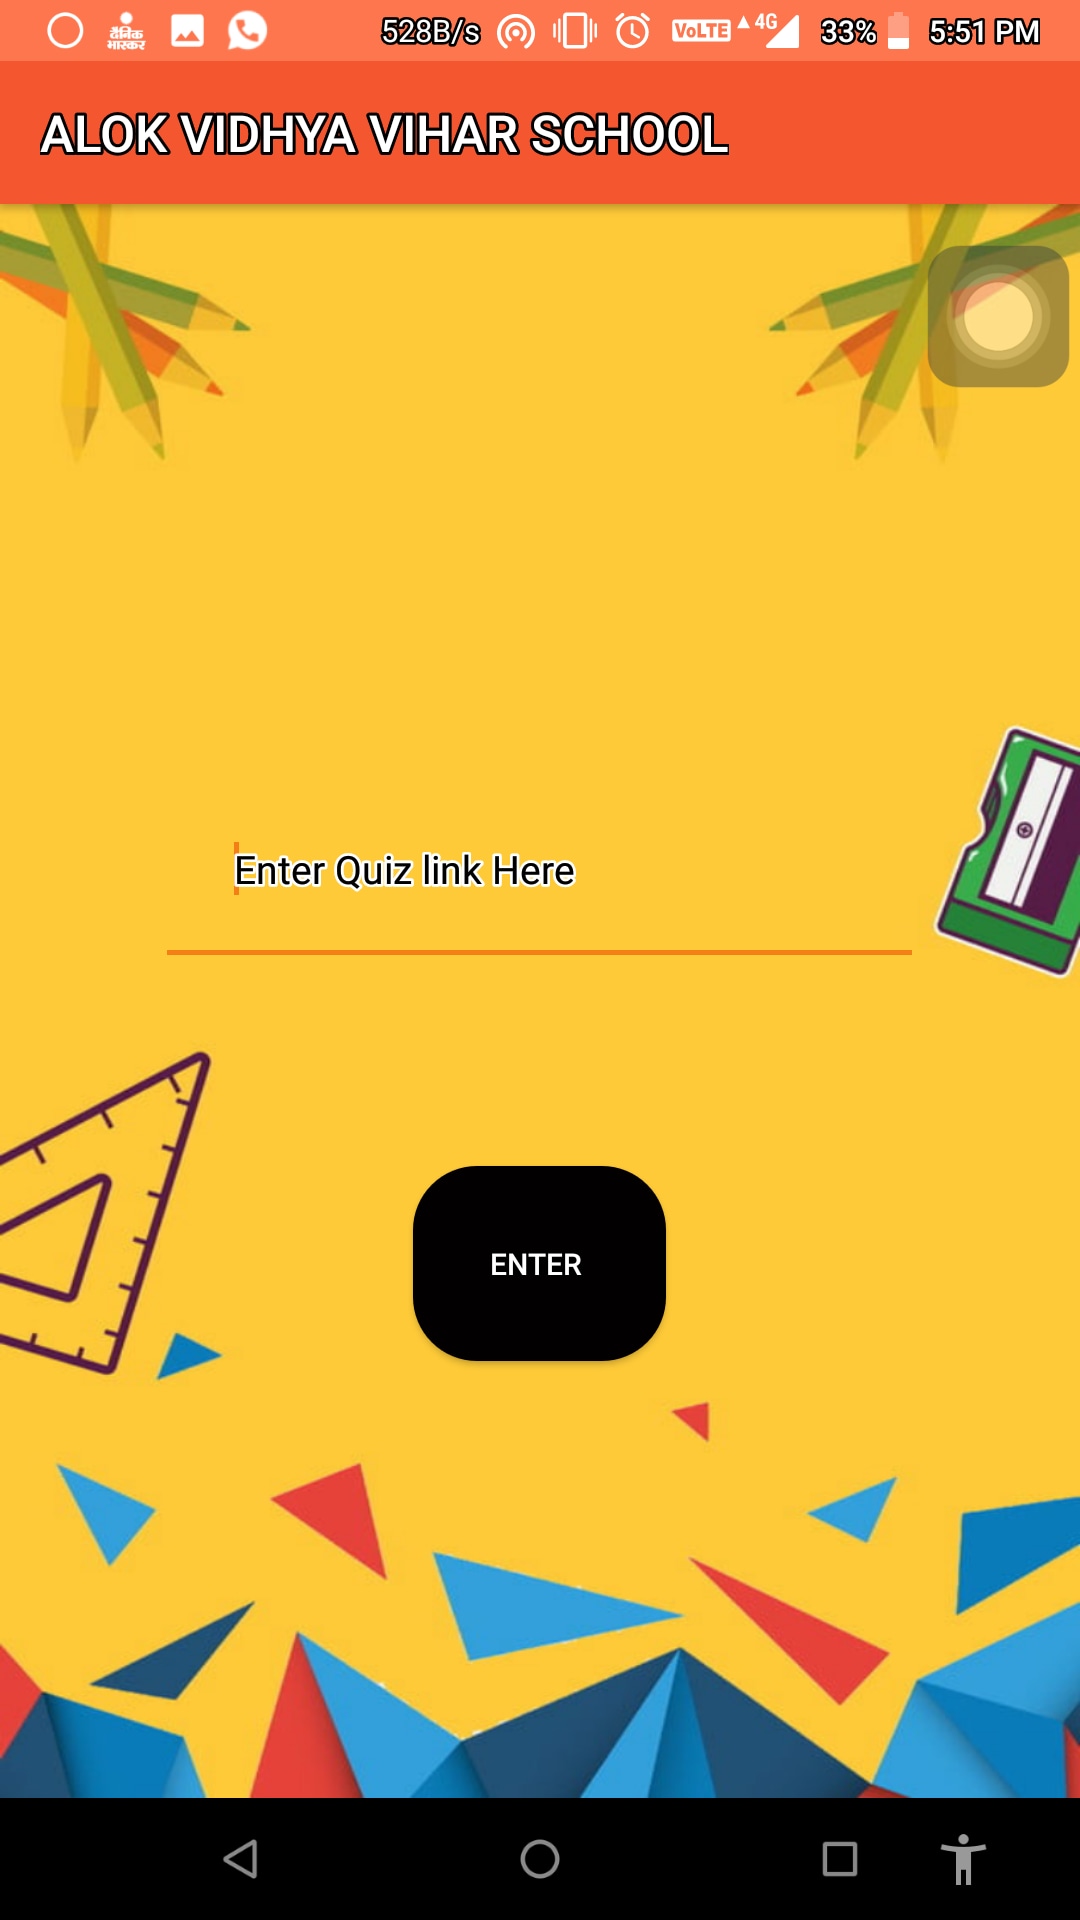 दैनिक
भास्कर
528B/s VoLTE 4G 33% 5:51 PM
ALOK VIDHYA VIHAR SCHOOL
Enter Quiz link Here
ENTER